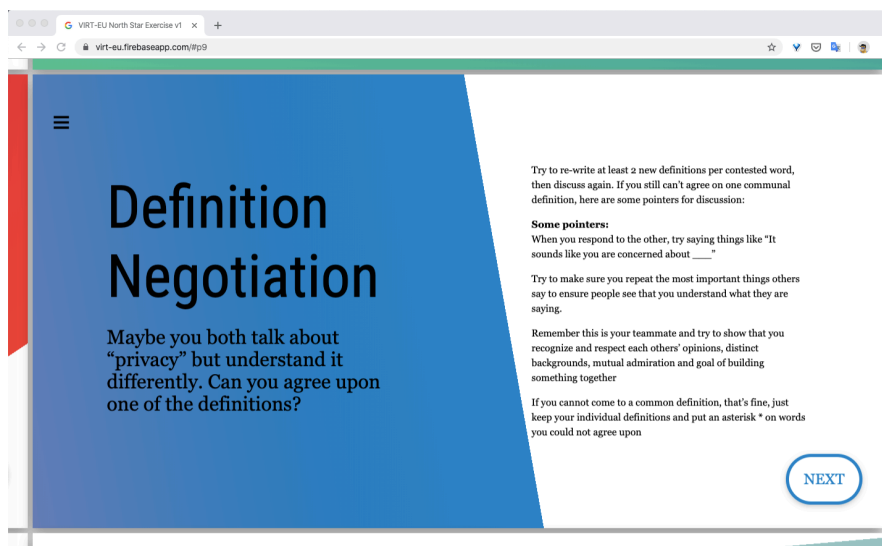 VIRT-EU North Star Exercise v1
virt-eu.firebaseapp.com/#p9
Definition
Negotiation
Maybe you both talk about
“privacy” but understand it
differently. Can you agree upon
one of the definitions?
Try to re-write at least 2 new definitions per contested word,
then discuss again. If you still can’t agree on one communal
definition, here are some pointers for discussion:
Some pointers:
When you respond to the other, try saying things like “It
sounds like you are concerned about ____”
Try to make sure you repeat the most important things others
say to ensure people see that you understand what they are
saying.
Remember this is your teammate and try to show that you
recognize and respect each others’ opinions, distinct
backgrounds, mutual admiration and goal of building
something together
If you cannot come to a common definition, that’s fine, just
keep your individual definitions and put an asterisk * on words
you could not agree upon
NEXT